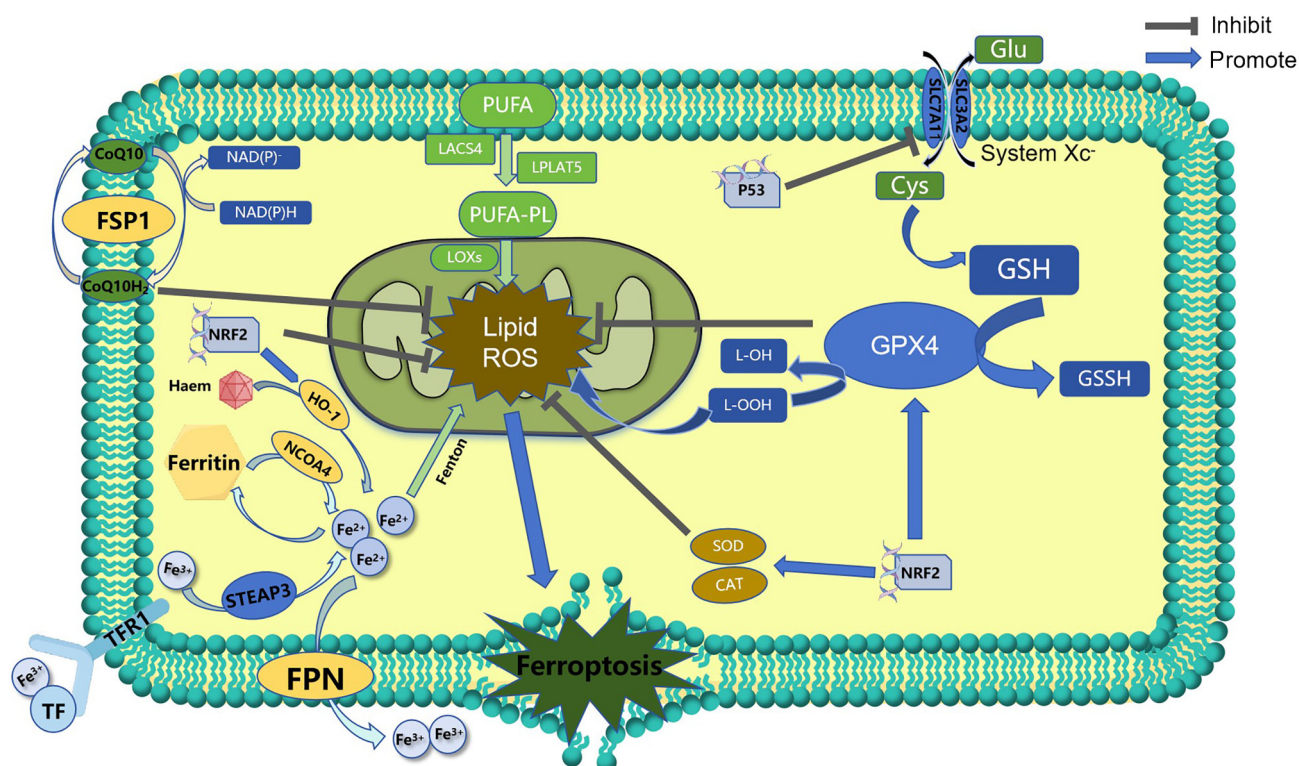 Inhibit
Promote
Glu
PUFA
SLC7A11
SLC3A2
LACS4
LPLAT5
System Xc-
CoQ10
NAD(P)-
P53
Cys
FSP1
NAD(P)H
PUFA-PL
LOXs
GSH
CoQ10H₂
NRF2
Lipid
ROS
GPX4
L-OH
GSSH
Haem
HO-1
L-OOH
Ferritin
NCOA4
Fenton
Fe²⁺
Fe²⁺
Fe²⁺
SOD
CAT
NRF2
Fe³⁺
STEAP3
TFR1
Fe³⁺
TF
FPN
Ferroptosis
Fe³⁺
Fe³⁺